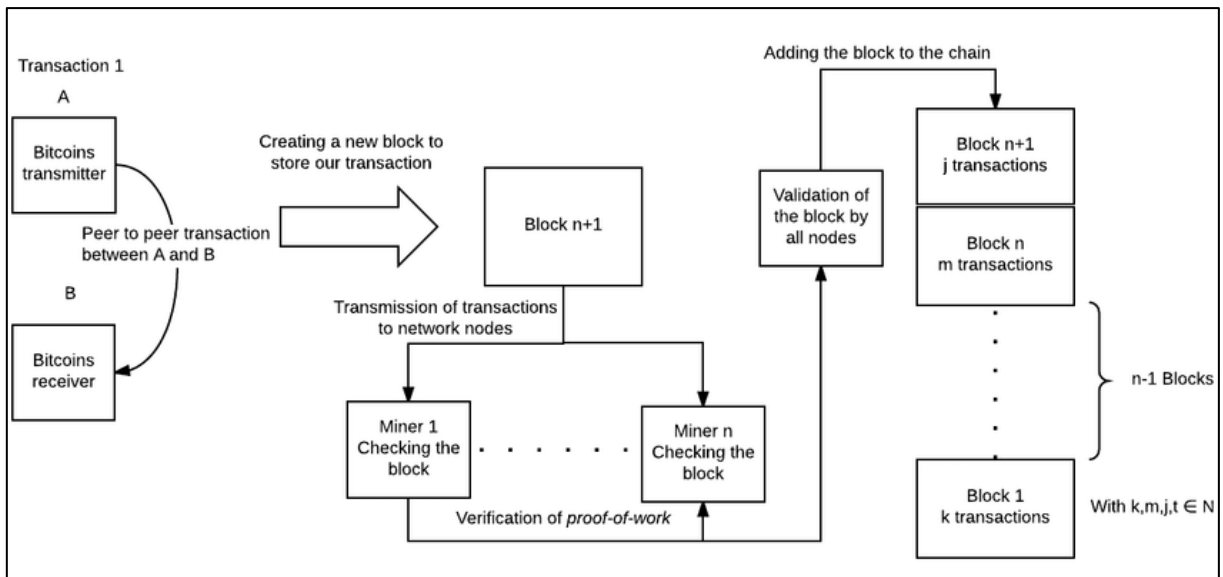 Transaction 1
A
Bitcoins
transmitter
Peer to peer transaction
between A and B
B
Bitcoins
receiver
Creating a new block to
store our transaction
Block n+1
Transmission of transactions
to network nodes
Miner 1
Checking the
block
Miner n
Checking the
block
Verification of proof-of-work
Validation of
the block by
all nodes
Adding the block to the chain
Block n+1
j transactions
Block n
m transactions
n-1 Blocks
Block 1
k transactions
With k,m,j,t ∈ N